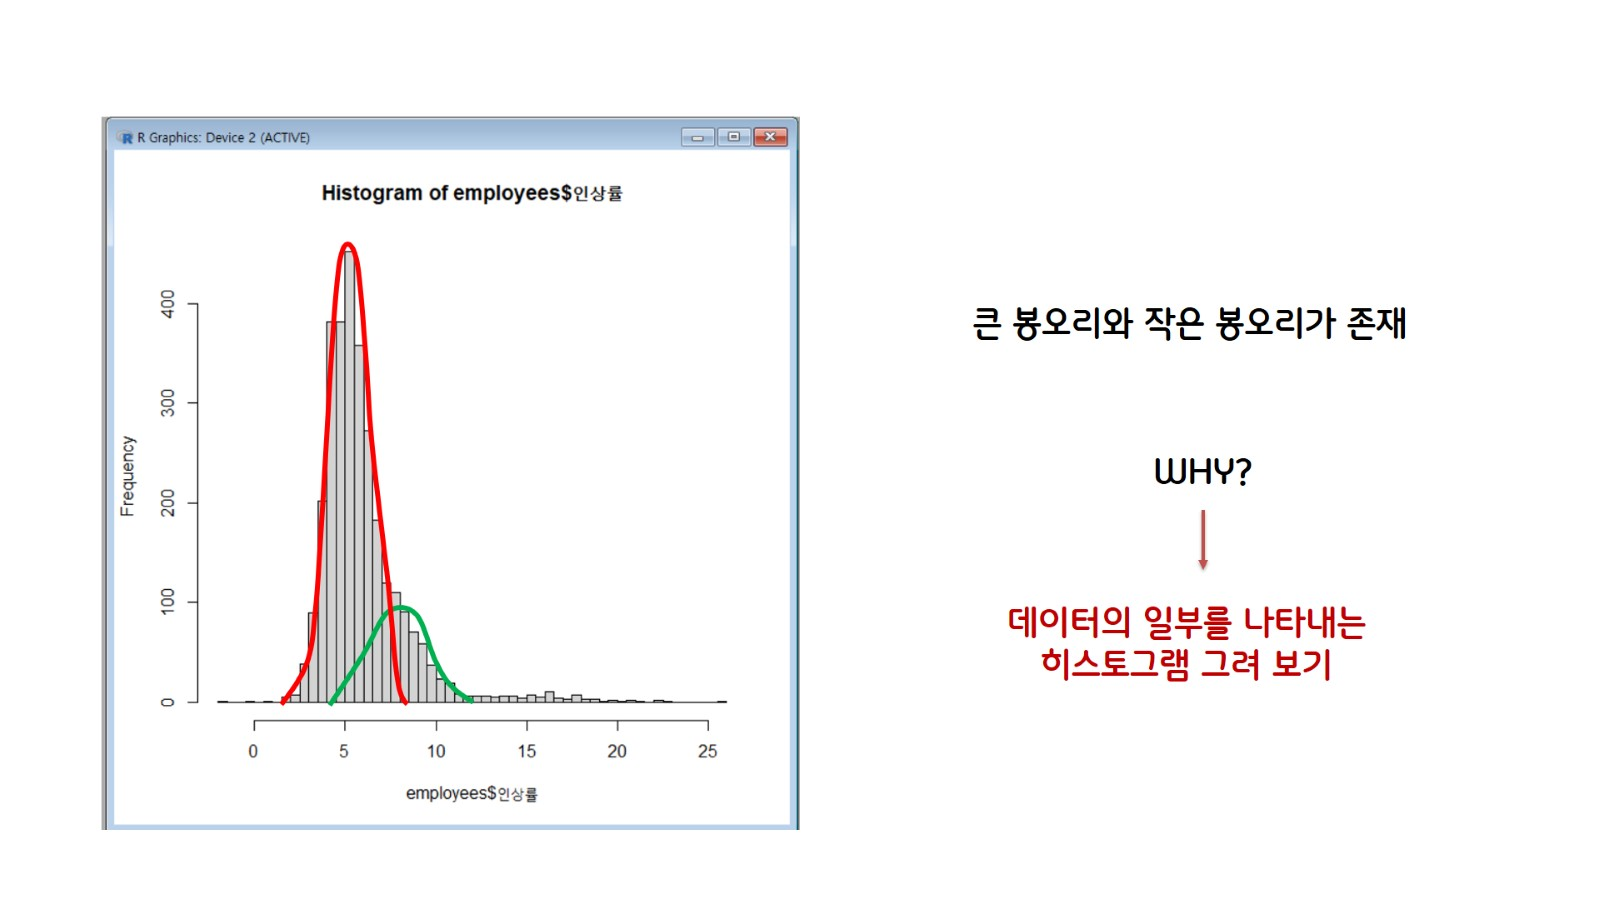 R Graphics: Device 2 (ACTIVE)
Histogram of employees$인상률
Frequency
400
300
200
100
0
0 5 10 15 20 25
employees$인상률
큰 봉오리와 작은 봉오리가 존재
WHY?
데이터의 일부를 나타내는
히스토그램 그려 보기